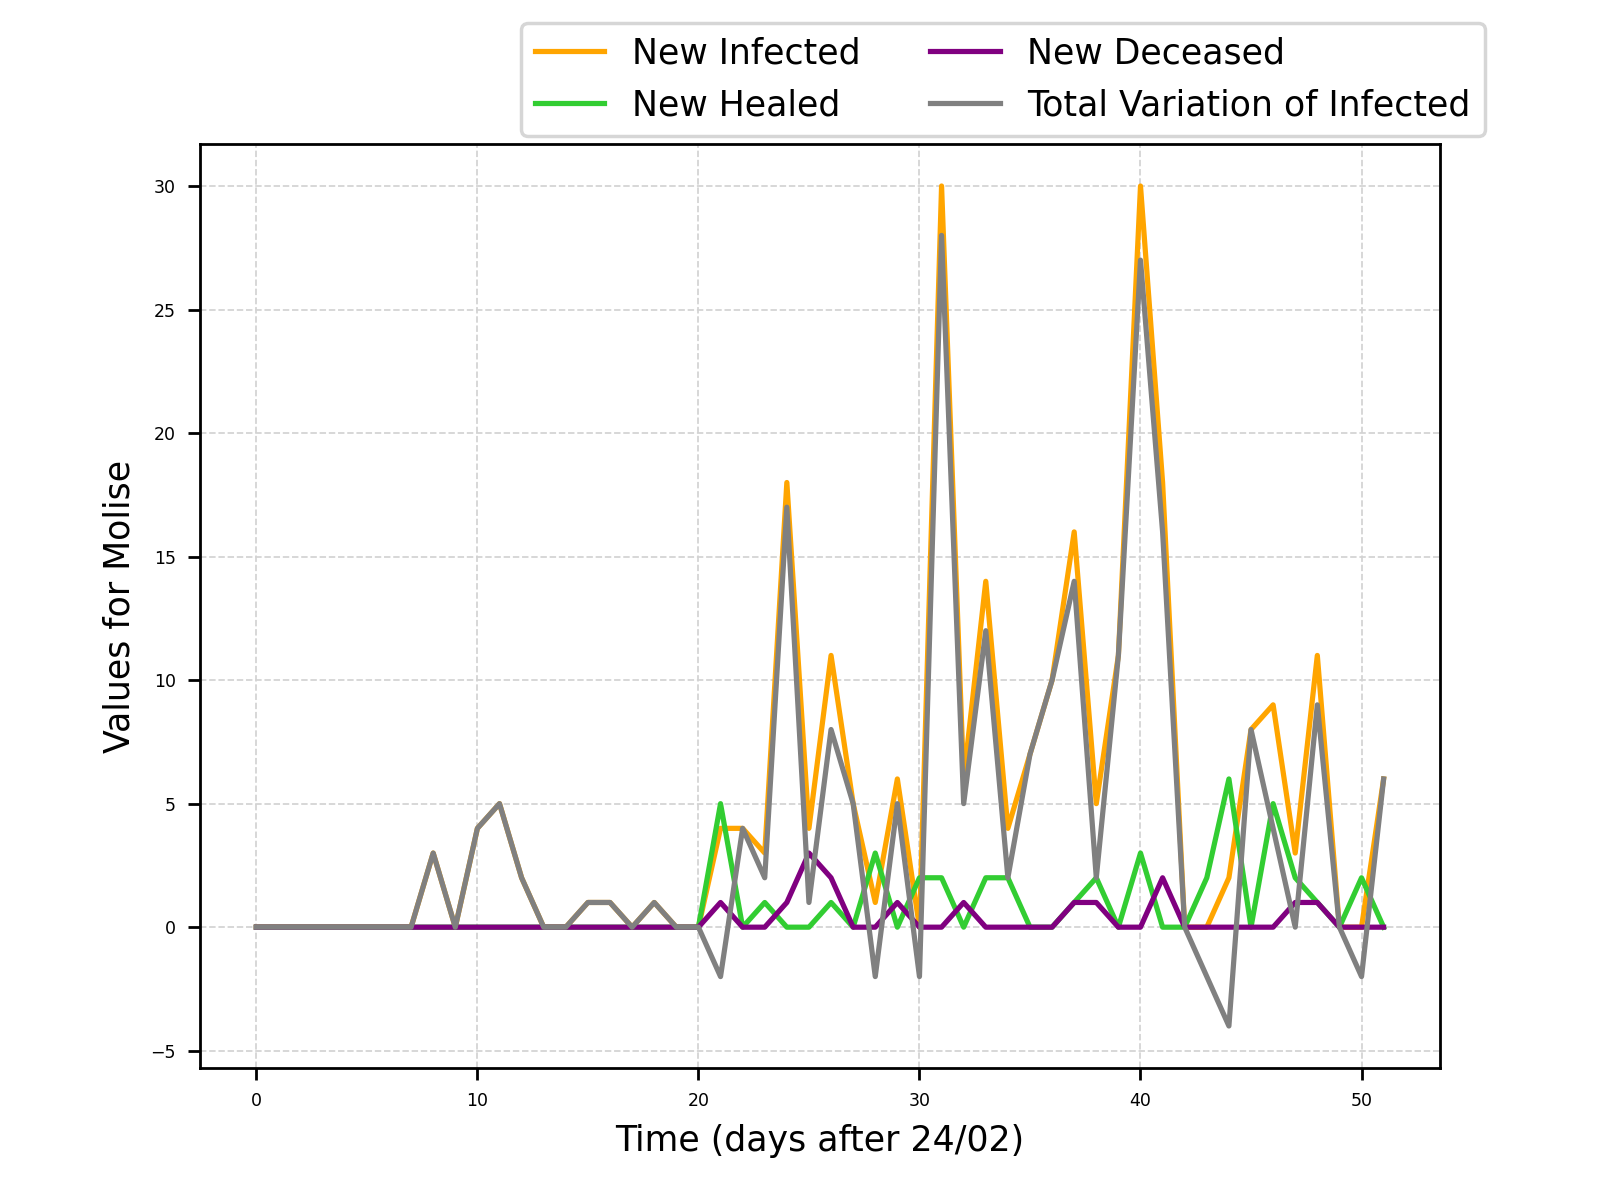 New Infected
New Healed
New Deceased
Total Variation of Infected
30
25
20
15
10
5
0
−5
Values for Molise
0 10 20 30 40 50
Time (days after 24/02)